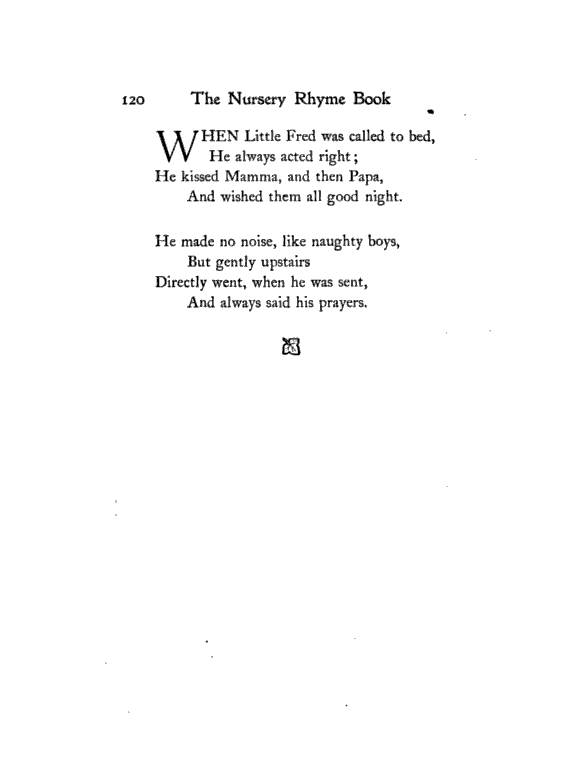 120 The Nursery Rhyme Book
WHEN Little Fred was called to bed,
He always acted right;
He kissed Mamma, and then Papa,
And wished them all good night.
He made no noise, like naughty boys,
But gently upstairs
Directly went, when he was sent,
And always said his prayers.